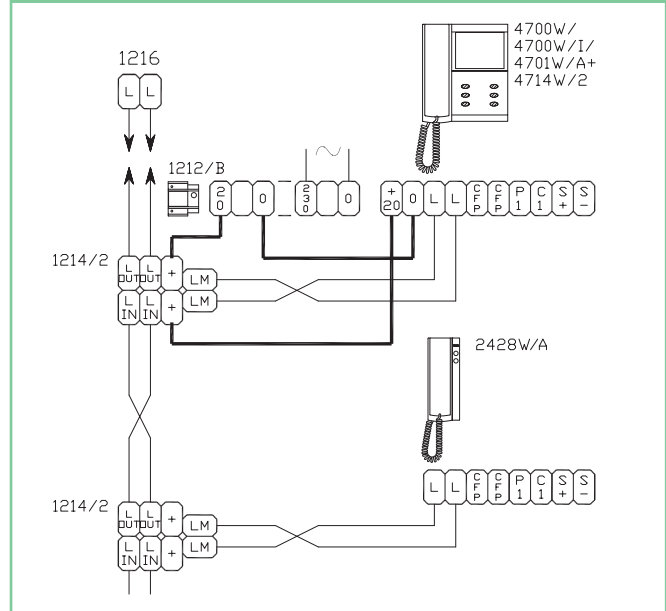 4700W/
4700W/I/
4701W/A+
4714W/2
1216
L L
1212/B
20 0 230 0 +20 0 L L CFP CFP P1 C1 S+ S-
1214/2
L OUT L OUT + LM
L IN L IN + LM
2428W/A
L L CFP CFP P1 C1 S+ S-
1214/2
L OUT L OUT + LM
L IN L IN + LM